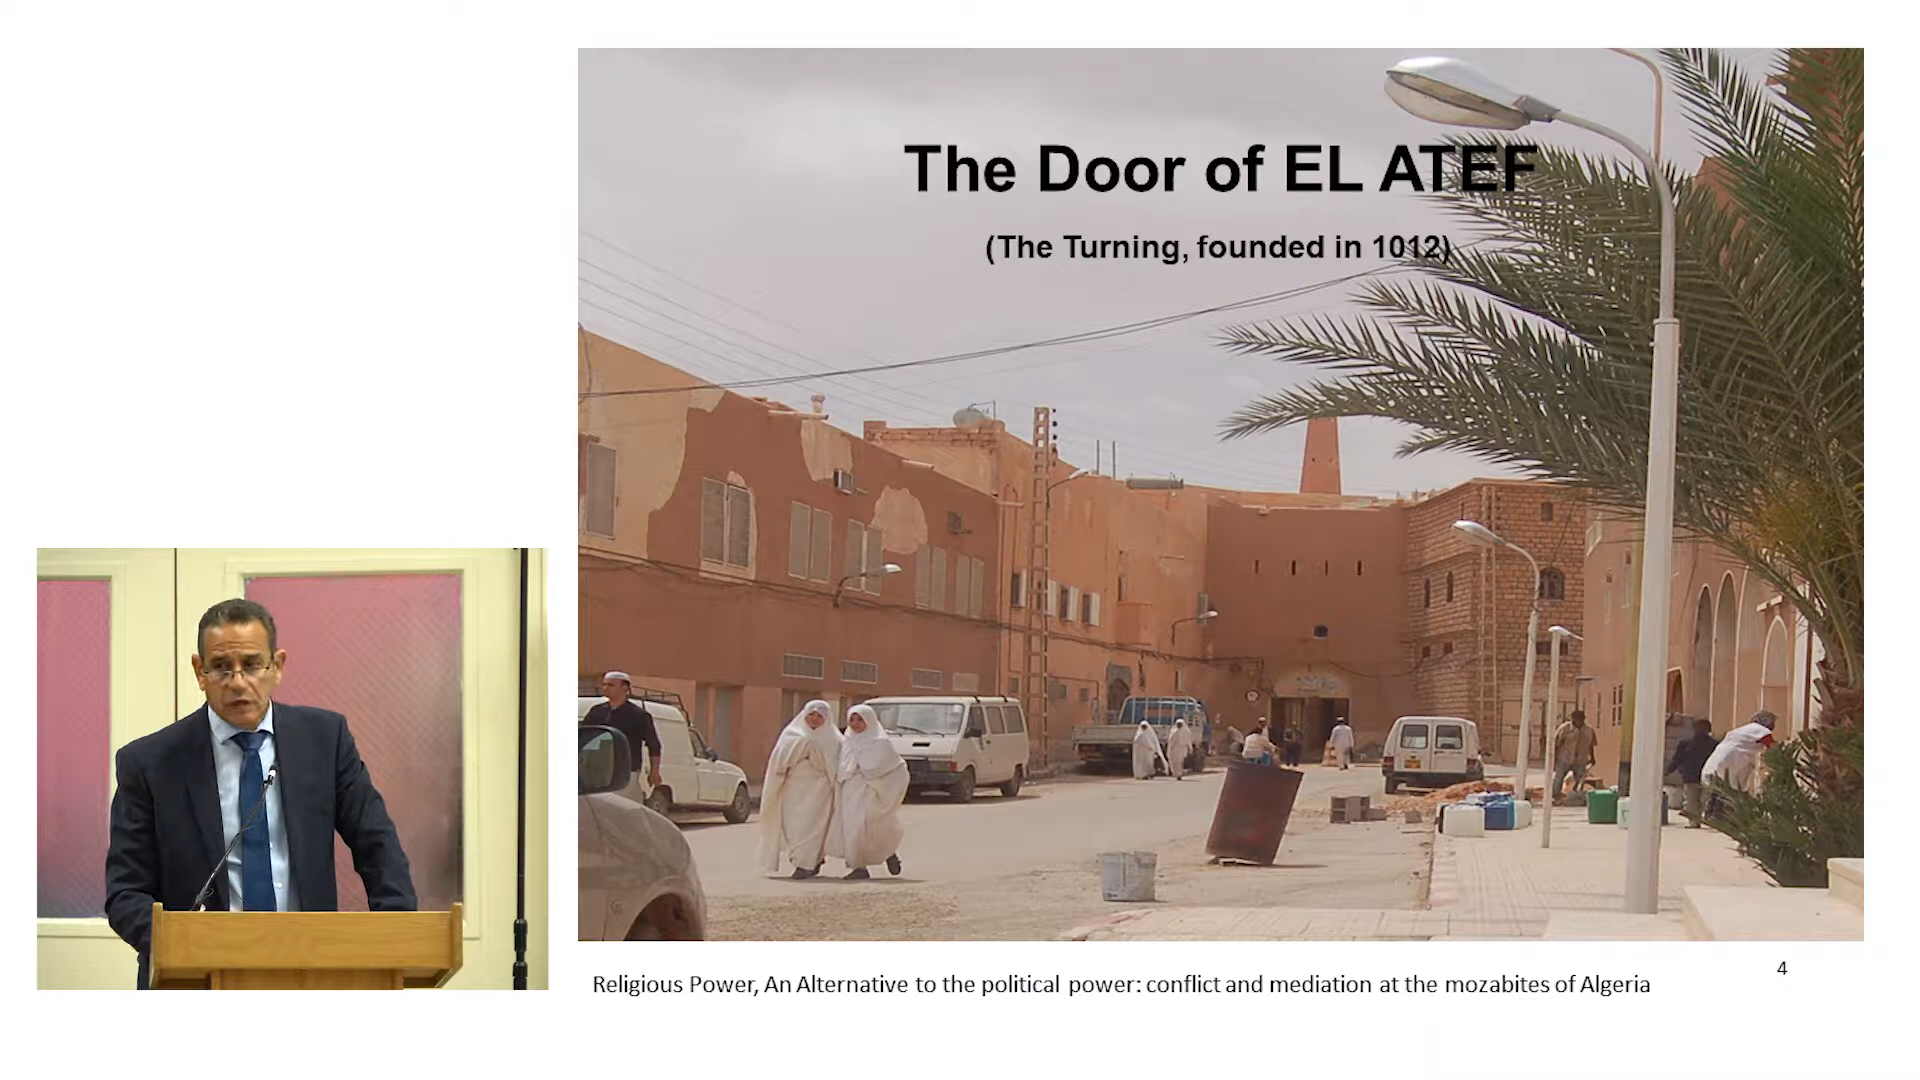 The Door of EL ATEF
(The Turning, founded in 1012)
Religious Power, An Alternative to the political power: conflict and mediation at the mozabites of Algeria
4